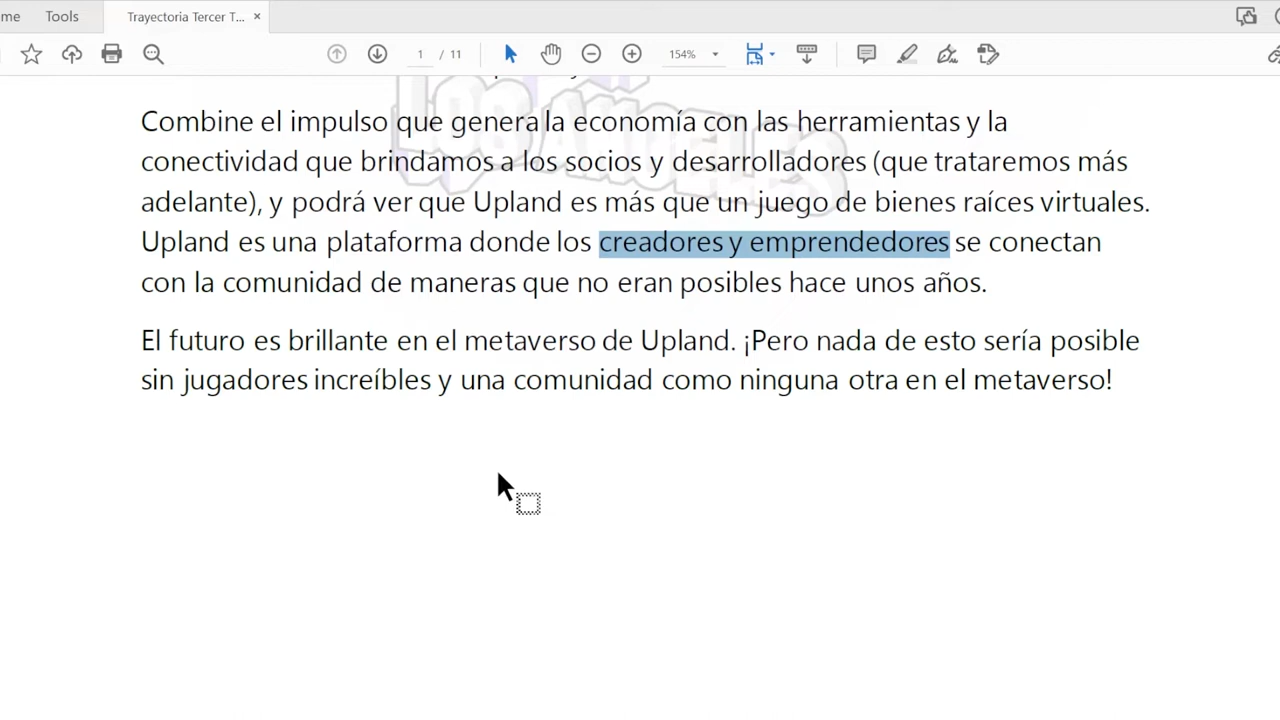 me Tools Trayectoria Tercer T... ×
1 / 11 154%
LOS ANGELES
Combine el impulso que genera la economía con las herramientas y la
conectividad que brindamos a los socios y desarrolladores (que trataremos más
adelante), y podrá ver que Upland es más que un juego de bienes raíces virtuales.
Upland es una plataforma donde los creadores y emprendedores se conectan
con la comunidad de maneras que no eran posibles hace unos años.
El futuro es brillante en el metaverso de Upland. ¡Pero nada de esto sería posible
sin jugadores increíbles y una comunidad como ninguna otra en el metaverso!